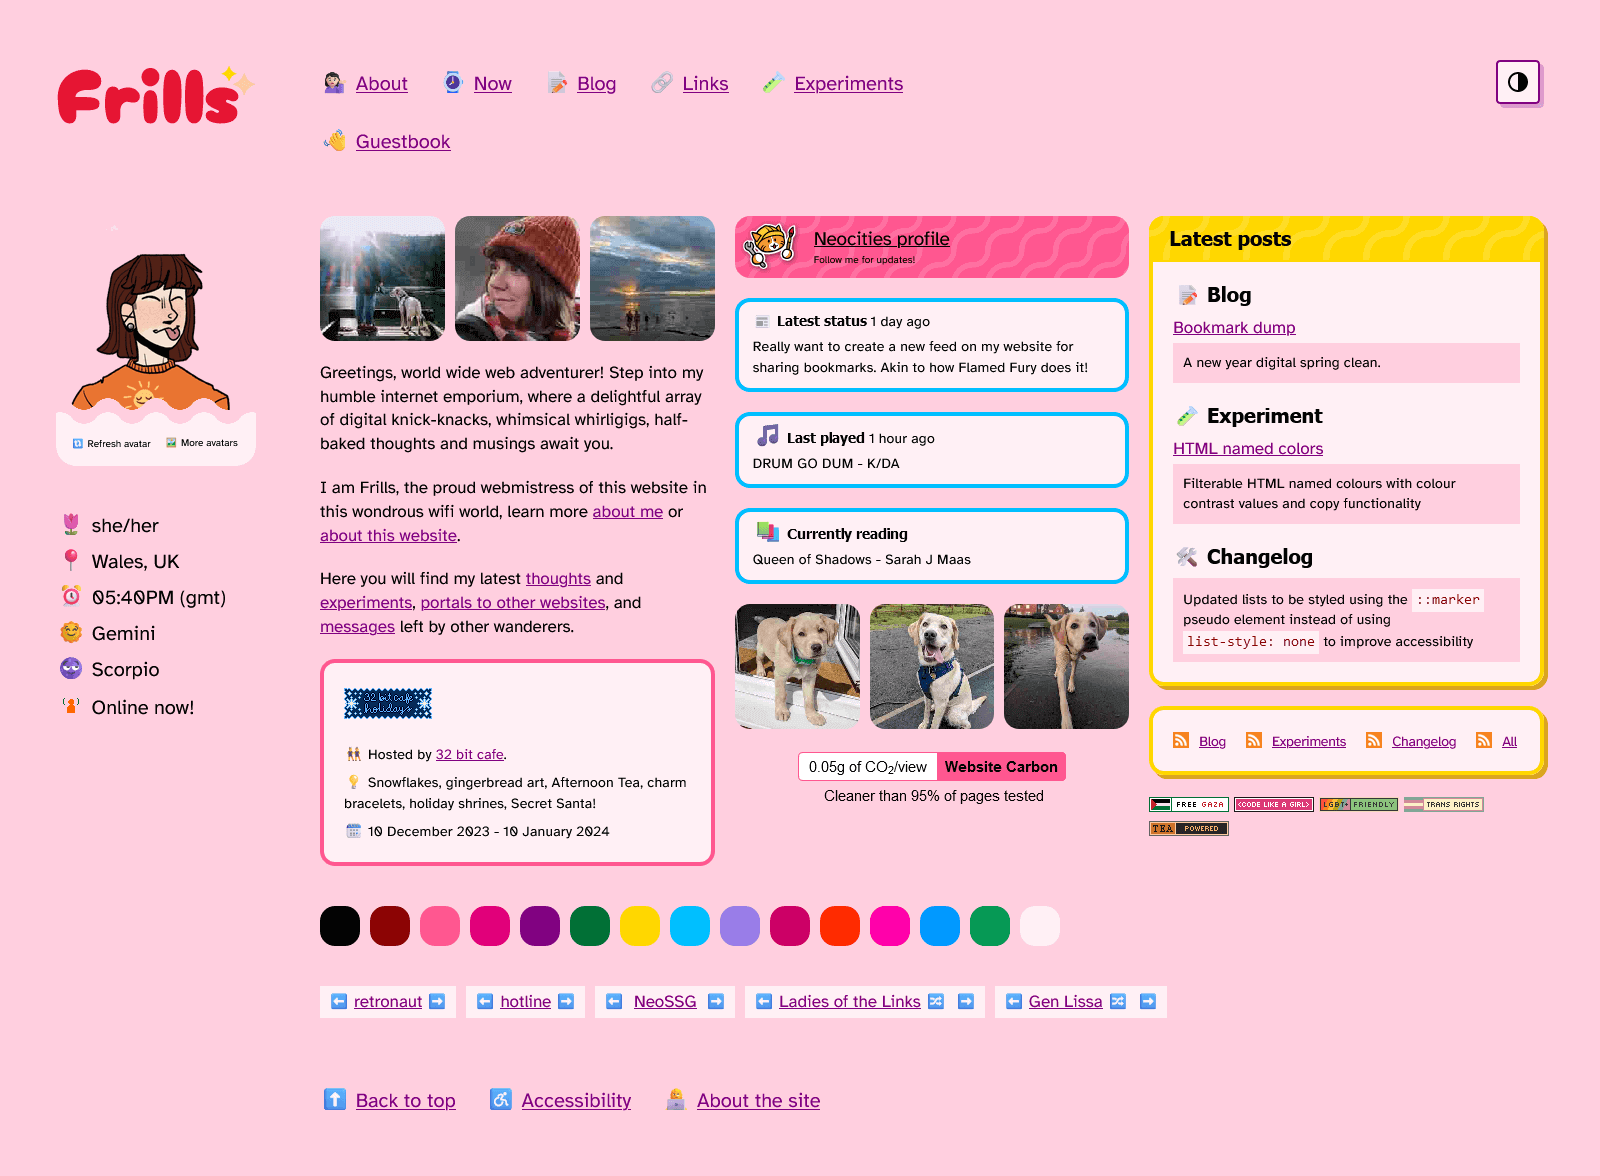 Frills
About
Now
Blog
Links
Experiments
Guestbook
Refresh avatar
More avatars
she/her
Wales, UK
05:40PM (gmt)
Gemini
Scorpio
Online now!
Greetings, world wide web adventurer! Step into my
humble internet emporium, where a delightful array
of digital knick-knacks, whimsical whirligigs, half-
baked thoughts and musings await you.
I am Frills, the proud webmistress of this website in
this wondrous wifi world, learn more about me or
about this website.
Here you will find my latest thoughts and
experiments, portals to other websites, and
messages left by other wanderers.
32 bit cafe
holidays
Hosted by 32 bit cafe.
Snowflakes, gingerbread art, Afternoon Tea, charm
bracelets, holiday shrines, Secret Santa!
10 December 2023 - 10 January 2024
Neocities profile
Follow me for updates!
Latest status 1 day ago
Really want to create a new feed on my website for
sharing bookmarks. Akin to how Flamed Fury does it!
Last played 1 hour ago
DRUM GO DUM - K/DA
Currently reading
Queen of Shadows - Sarah J Maas
0.05g of CO₂/view
Website Carbon
Cleaner than 95% of pages tested
Latest posts
Blog
Bookmark dump
A new year digital spring clean.
Experiment
HTML named colors
Filterable HTML named colours with colour
contrast values and copy functionality
Changelog
Updated lists to be styled using the ::marker
pseudo element instead of using
list-style: none to improve accessibility
Blog
Experiments
Changelog
All
FREE GAZA
<CODE LIKE A GIRL>
LGBT+ FRIENDLY
TRANS RIGHTS
TEA POWERED
retronaut
hotline
NeoSSG
Ladies of the Links
Gen Lissa
Back to top
Accessibility
About the site